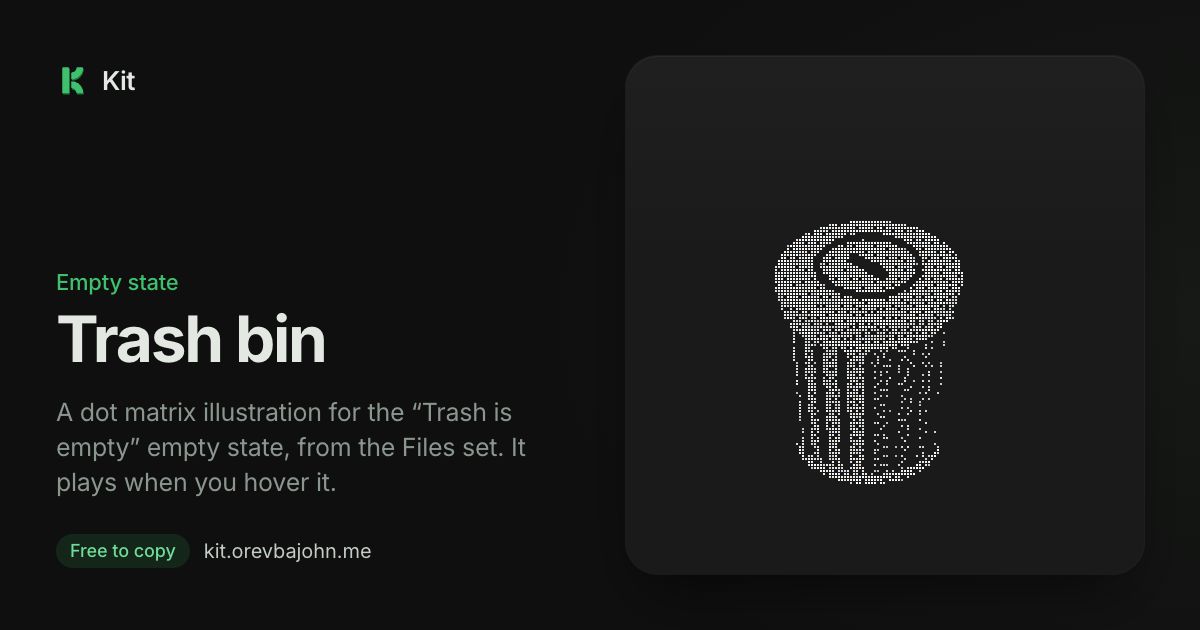 Kit
Empty state
Trash bin
A dot matrix illustration for the “Trash is
empty” empty state, from the Files set. It
plays when you hover it.
Free to copy
kit.orevbajohn.me